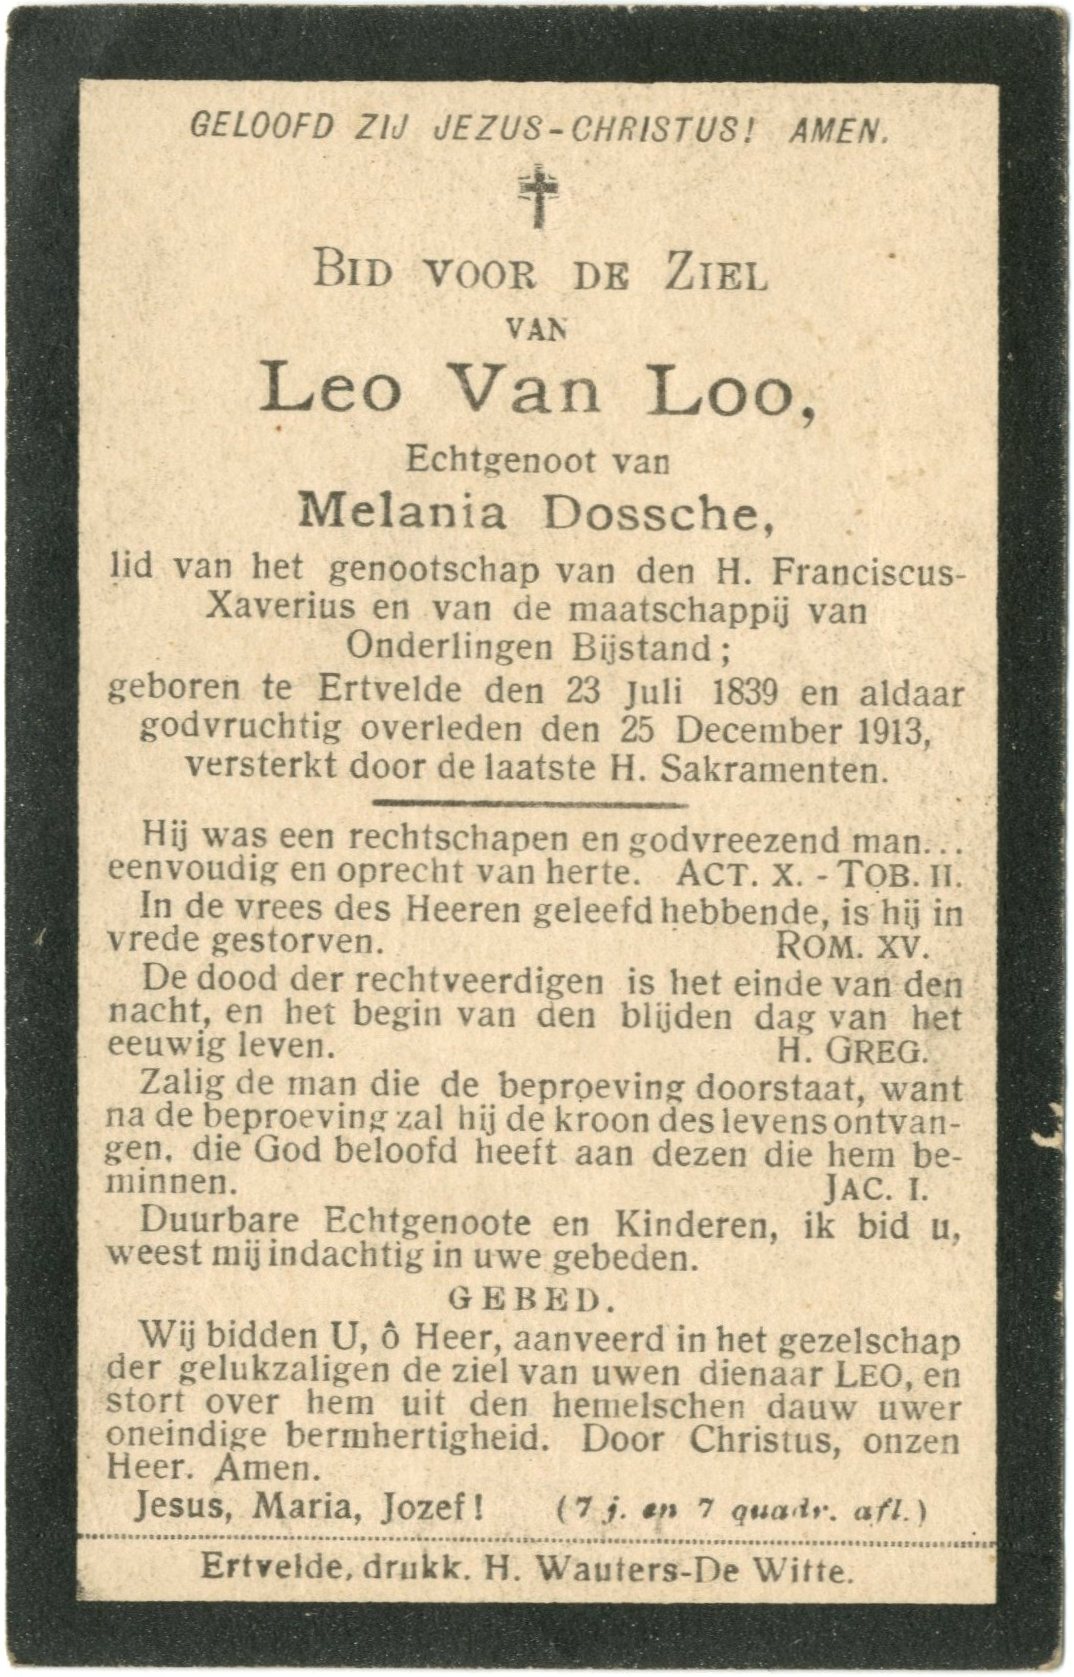 GELOOFD ZIJ JEZUS-CHRISTUS! AMEN.
BID VOOR DE ZIEL
VAN
LEO VAN LOO,
Echtgenoot van
Melania Dossche,
lid van het genootschap van den H. Franciscus-
Xaverius en van de maatschappij van
Onderlingen Bijstand;
geboren te Ertvelde den 23 Juli 1839 en aldaar
godvruchtig overleden den 25 December 1913,
versterkt door de laatste H. Sakramenten.
Hij was een rechtschapen en godvreezend man...
eenvoudig en oprecht van herte. ACT. X. - TOB. II.
In de vrees des Heeren geleefd hebbende, is hij in
vrede gestorven. ROM. XV.
De dood der rechtveerdigen is het einde van den
nacht, en het begin van den blijden dag van het
eeuwig leven. H. GREG.
Zalig de man die de beproeving doorstaat, want
na de beproeving zal hij de kroon des levens ontvan-
gen, die God beloofd heeft aan dezen die hem be-
minnen. JAC. I.
Duurbare Echtgenoote en Kinderen, ik bid u,
weest mij indachtig in uwe gebeden.
GEBED.
Wij bidden U, ô Heer, aanveerd in het gezelschap
der gelukzaligen de ziel van uwen dienaar LEO, en
stort over hem uit den hemelschen dauw uwer
oneindige bermhertigheid. Door Christus, onzen
Heer. Amen.
Jesus, Maria, Jozef! (7 j. en 7 quadr. afl.)
Ertvelde, drukk. H. Wauters-De Witte.